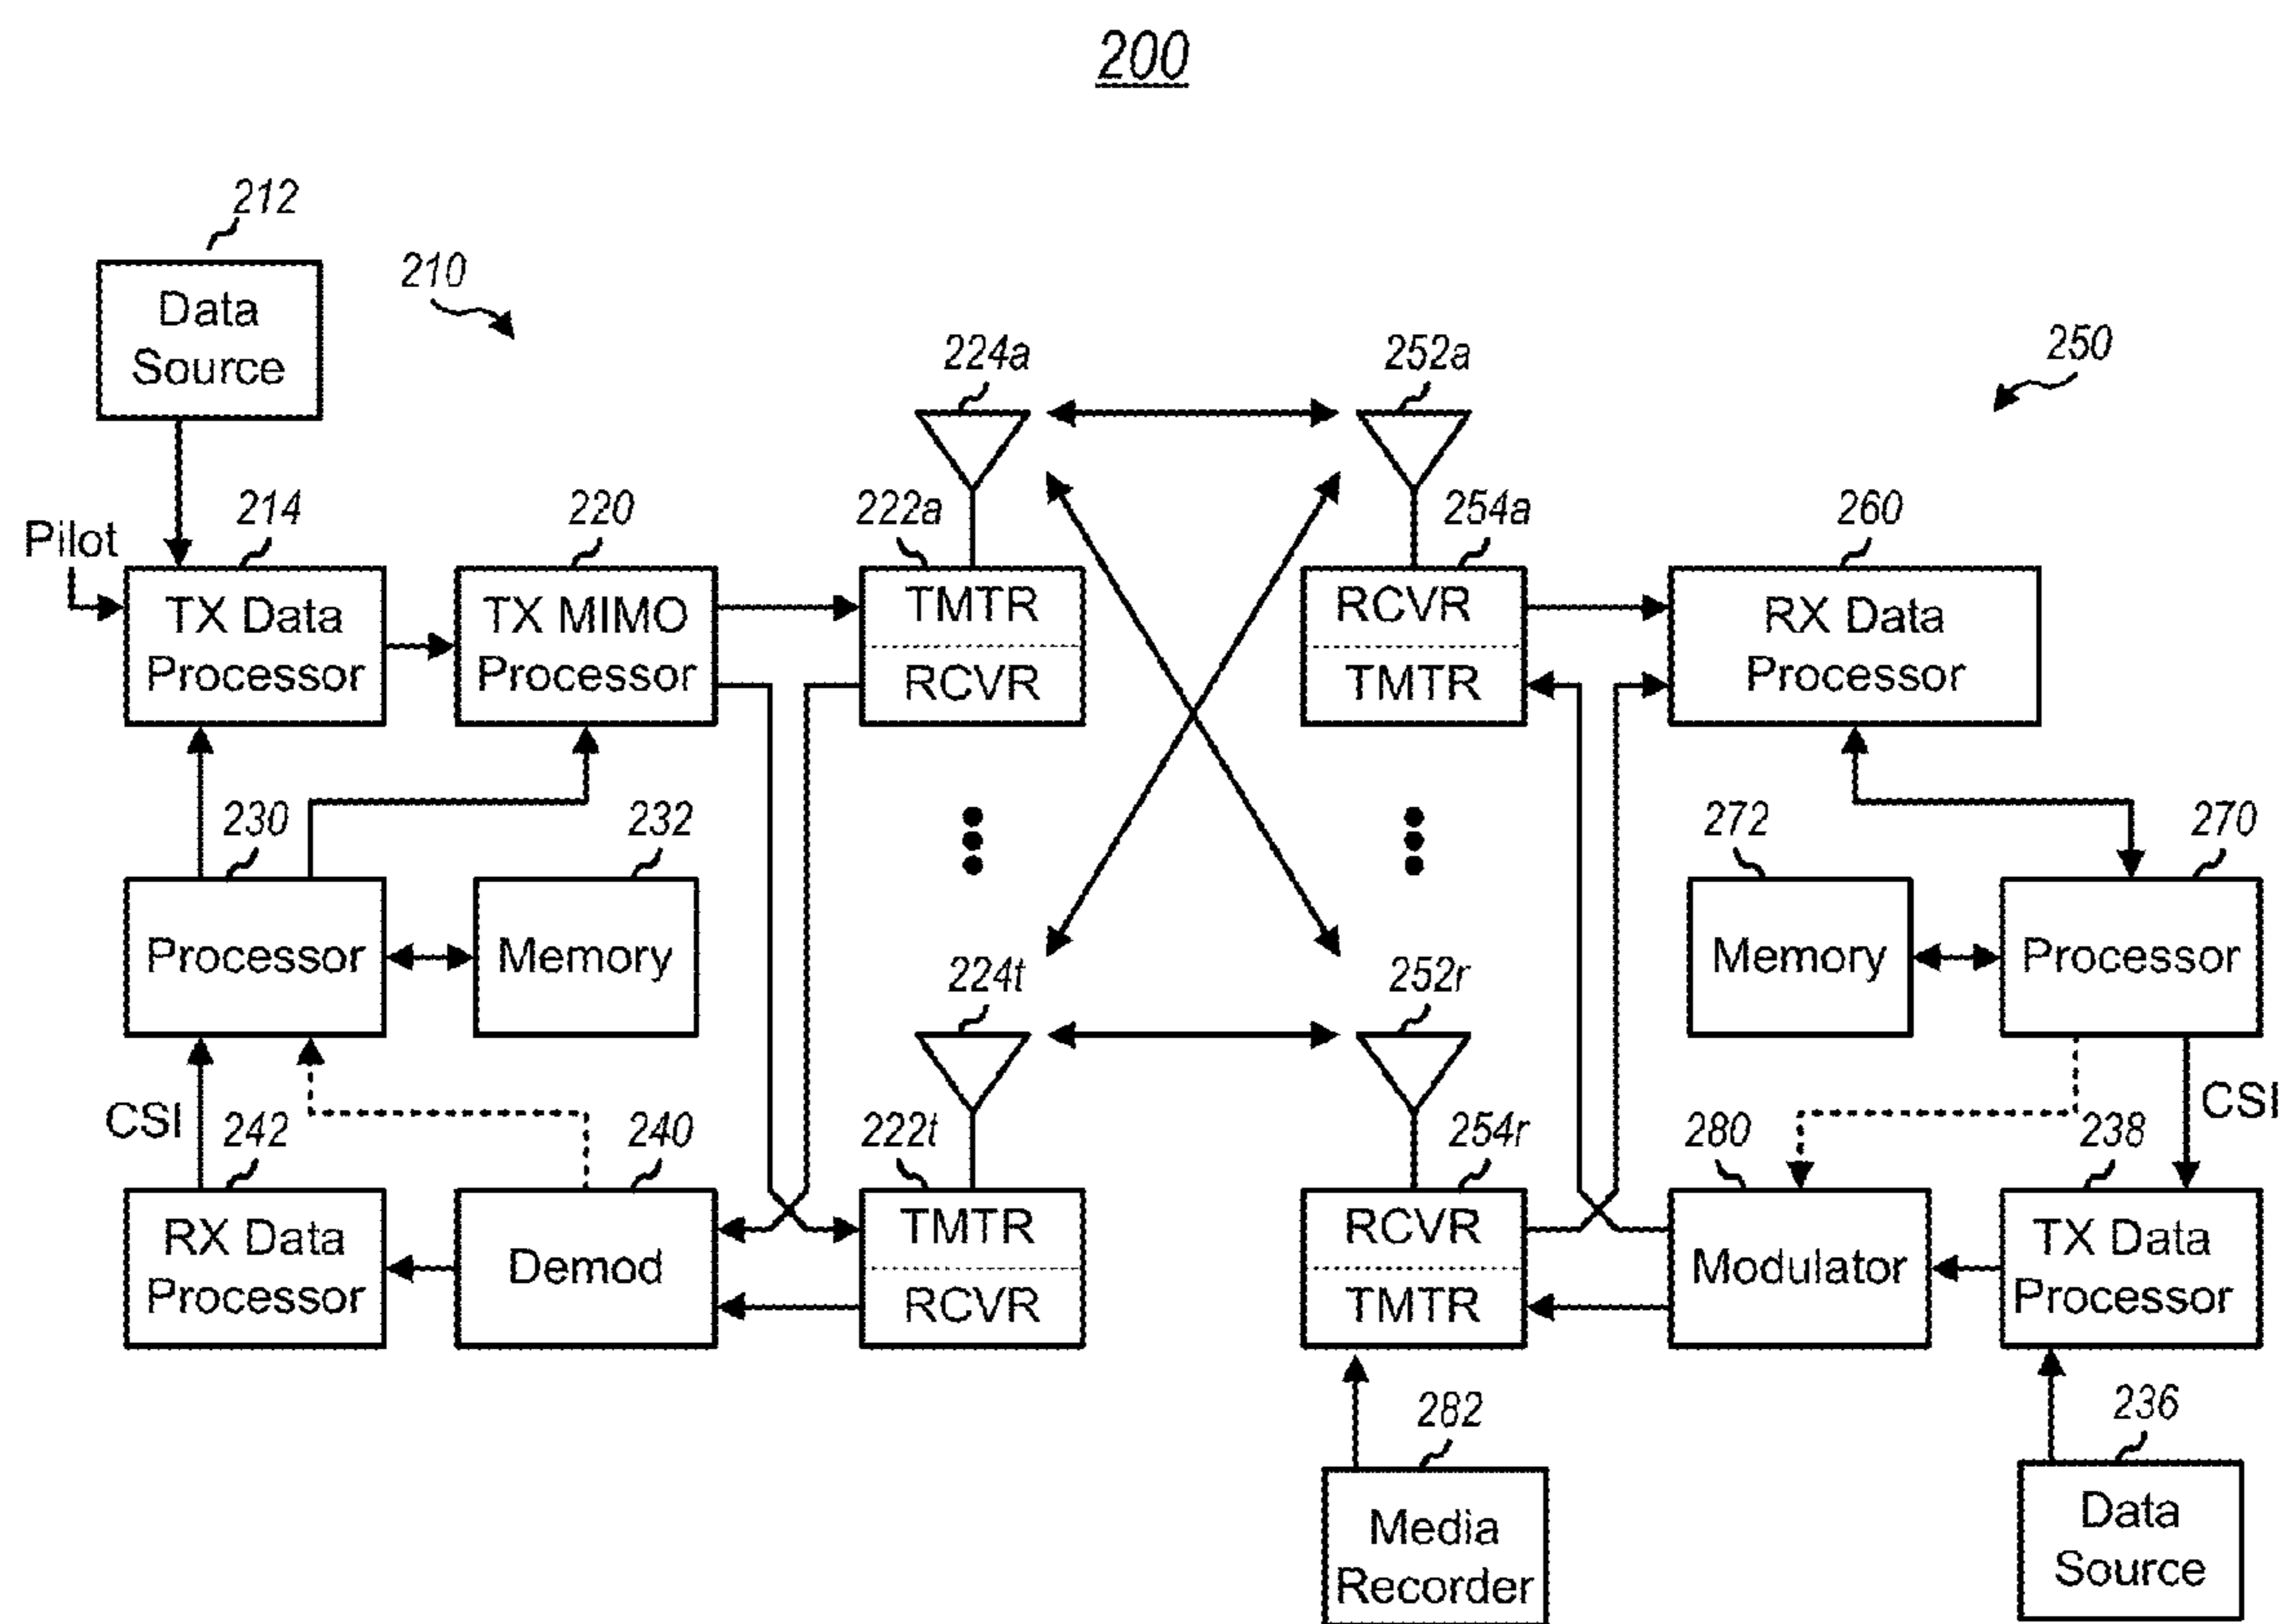 200
212
Data
Source
210
224a
252a
250
Pilot
214
220
222a
254a
260
TX Data
Processor
TX MIMO
Processor
TMTR
RCVR
RCVR
TMTR
RX Data
Processor
230
232
272
270
Processor
Memory
Memory
Processor
224t
252r
CSI
242
240
222t
254r
280
238
CSI
RX Data
Processor
Demod
TMTR
RCVR
RCVR
TMTR
Modulator
TX Data
Processor
282
236
Media
Recorder
Data
Source